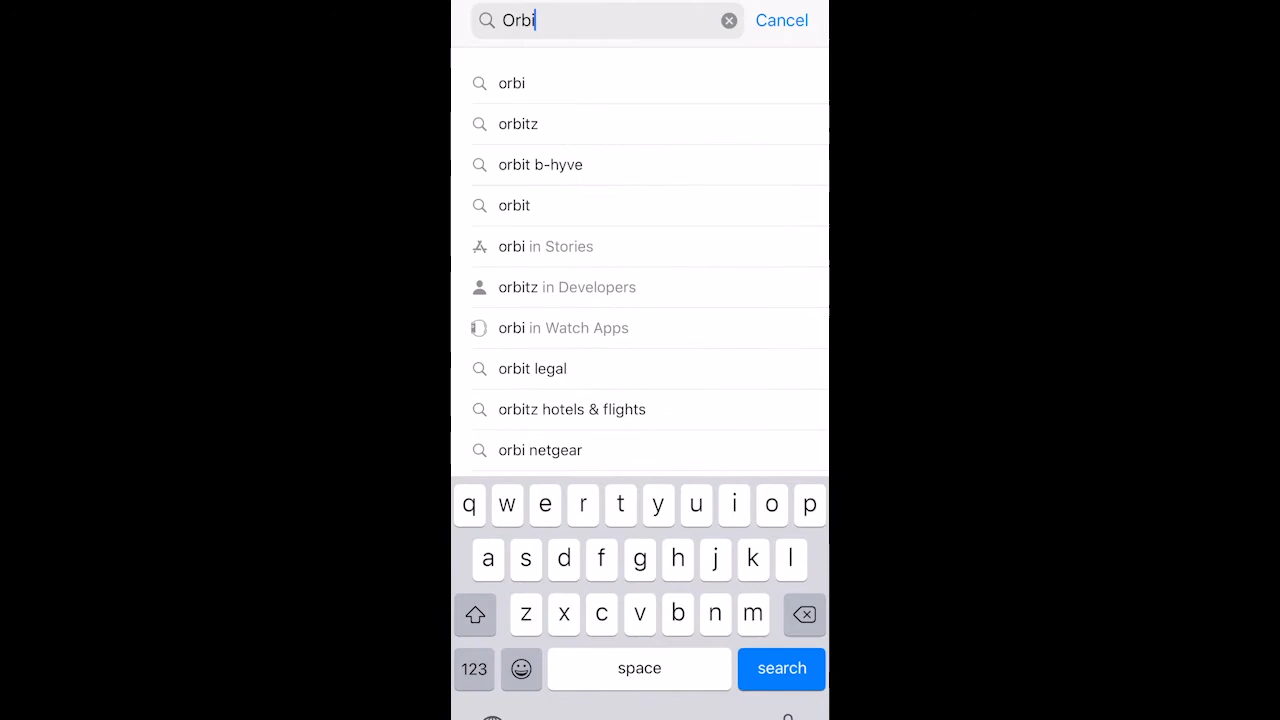 Orbi Cancel
orbi
orbitz
orbit b-hyve
orbit
orbi in Stories
orbitz in Developers
orbi in Watch Apps
orbit legal
orbitz hotels & flights
orbi netgear
q w e r t y u i o p
a s d f g h j k l
z x c v b n m
123 space search